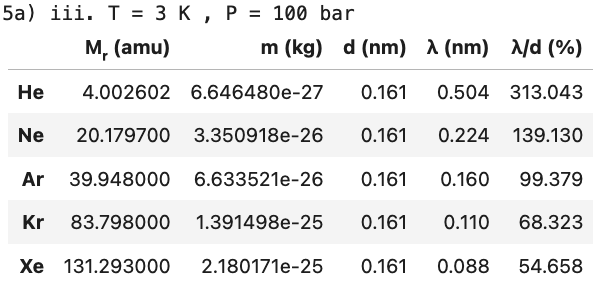 5a) iii. T = 3 K , P = 100 bar
Mᵣ (amu) m (kg) d (nm) λ (nm) λ/d (%)
He 4.002602 6.646480e-27 0.161 0.504 313.043
Ne 20.179700 3.350918e-26 0.161 0.224 139.130
Ar 39.948000 6.633521e-26 0.161 0.160 99.379
Kr 83.798000 1.391498e-25 0.161 0.110 68.323
Xe 131.293000 2.180171e-25 0.161 0.088 54.658